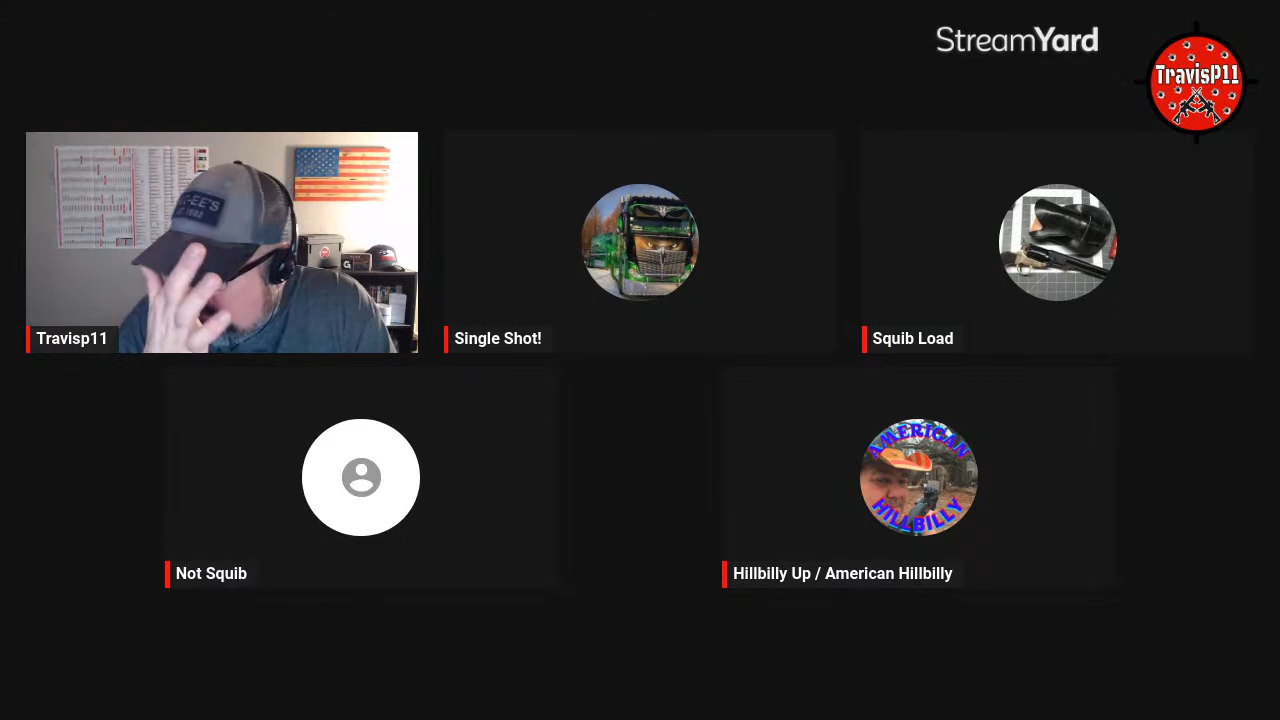 StreamYard
TravisP11
Travisp11
Single Shot!
Squib Load
Not Squib
AMERICAN
HILLBILLY
Hillbilly Up / American Hillbilly